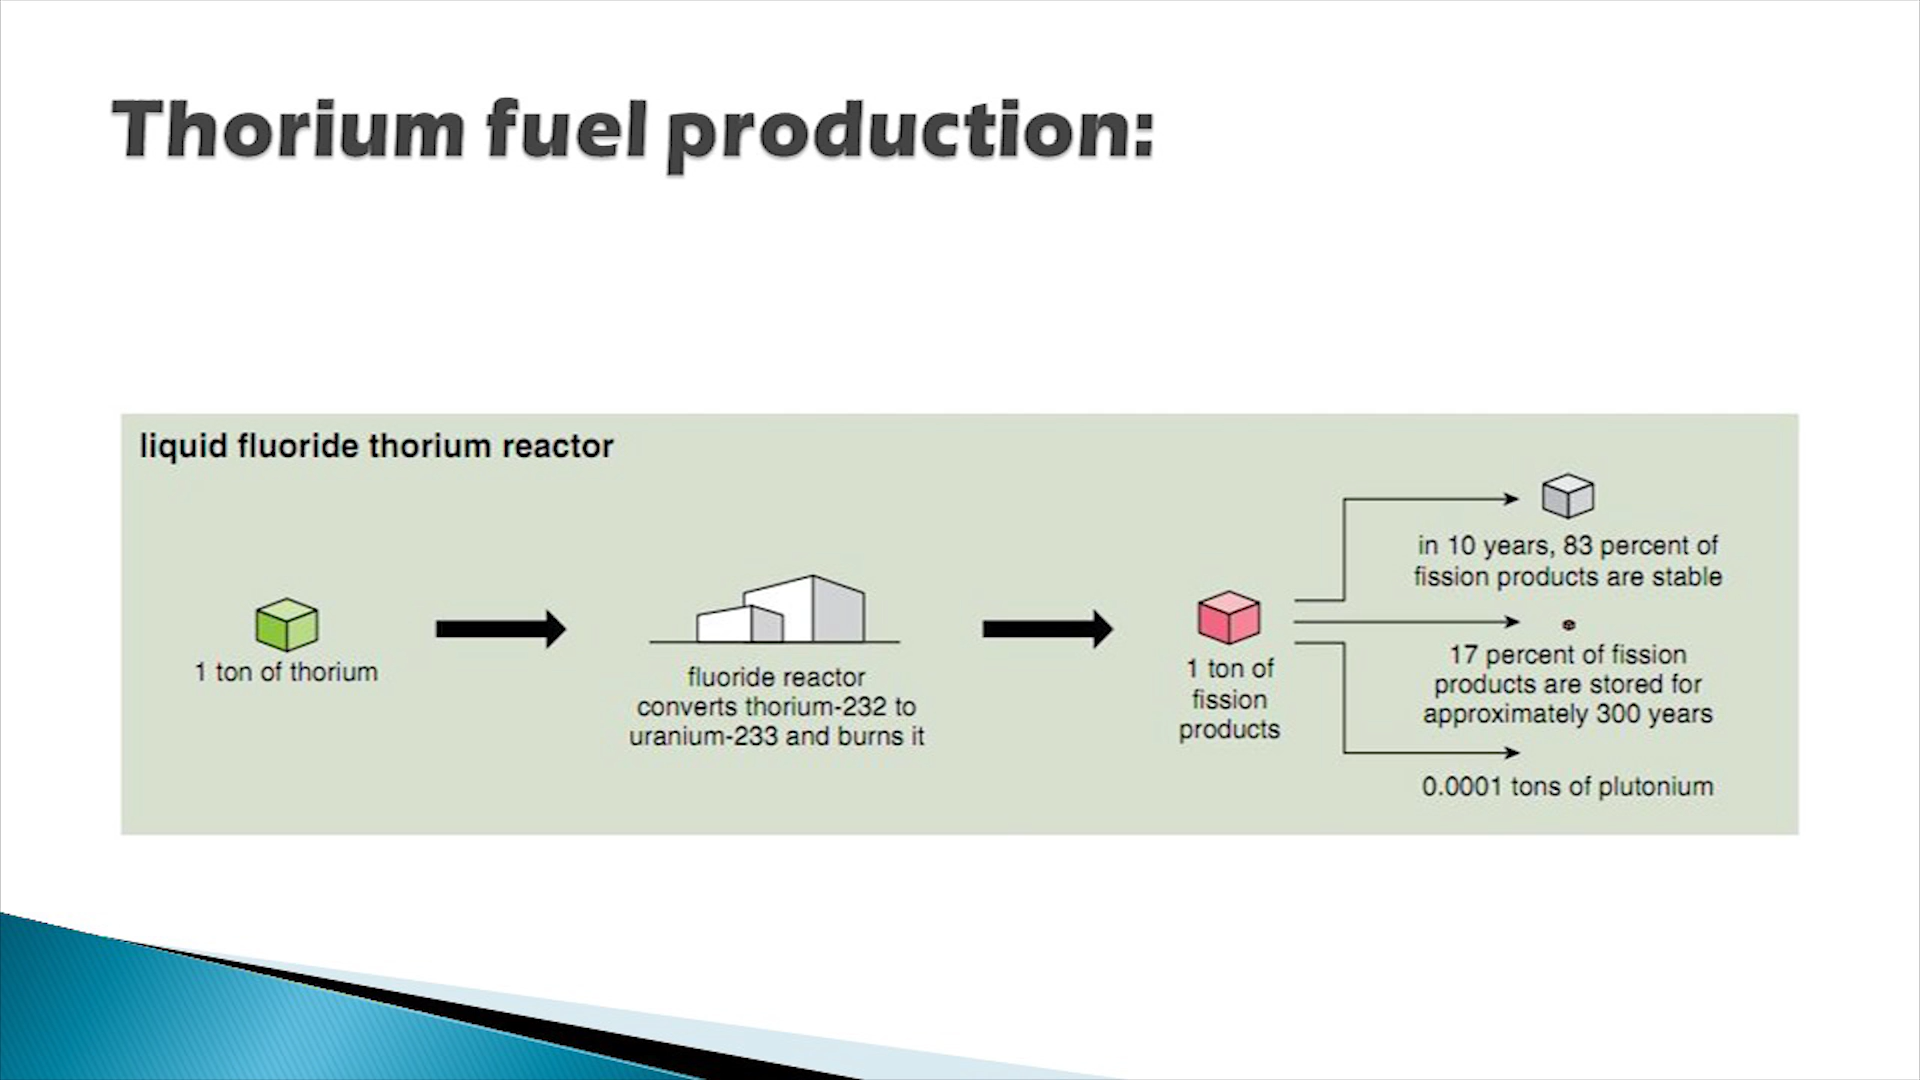 Thorium fuel production:
liquid fluoride thorium reactor
1 ton of thorium
fluoride reactor
converts thorium-232 to
uranium-233 and burns it
1 ton of
fission
products
in 10 years, 83 percent of
fission products are stable
17 percent of fission
products are stored for
approximately 300 years
0.0001 tons of plutonium